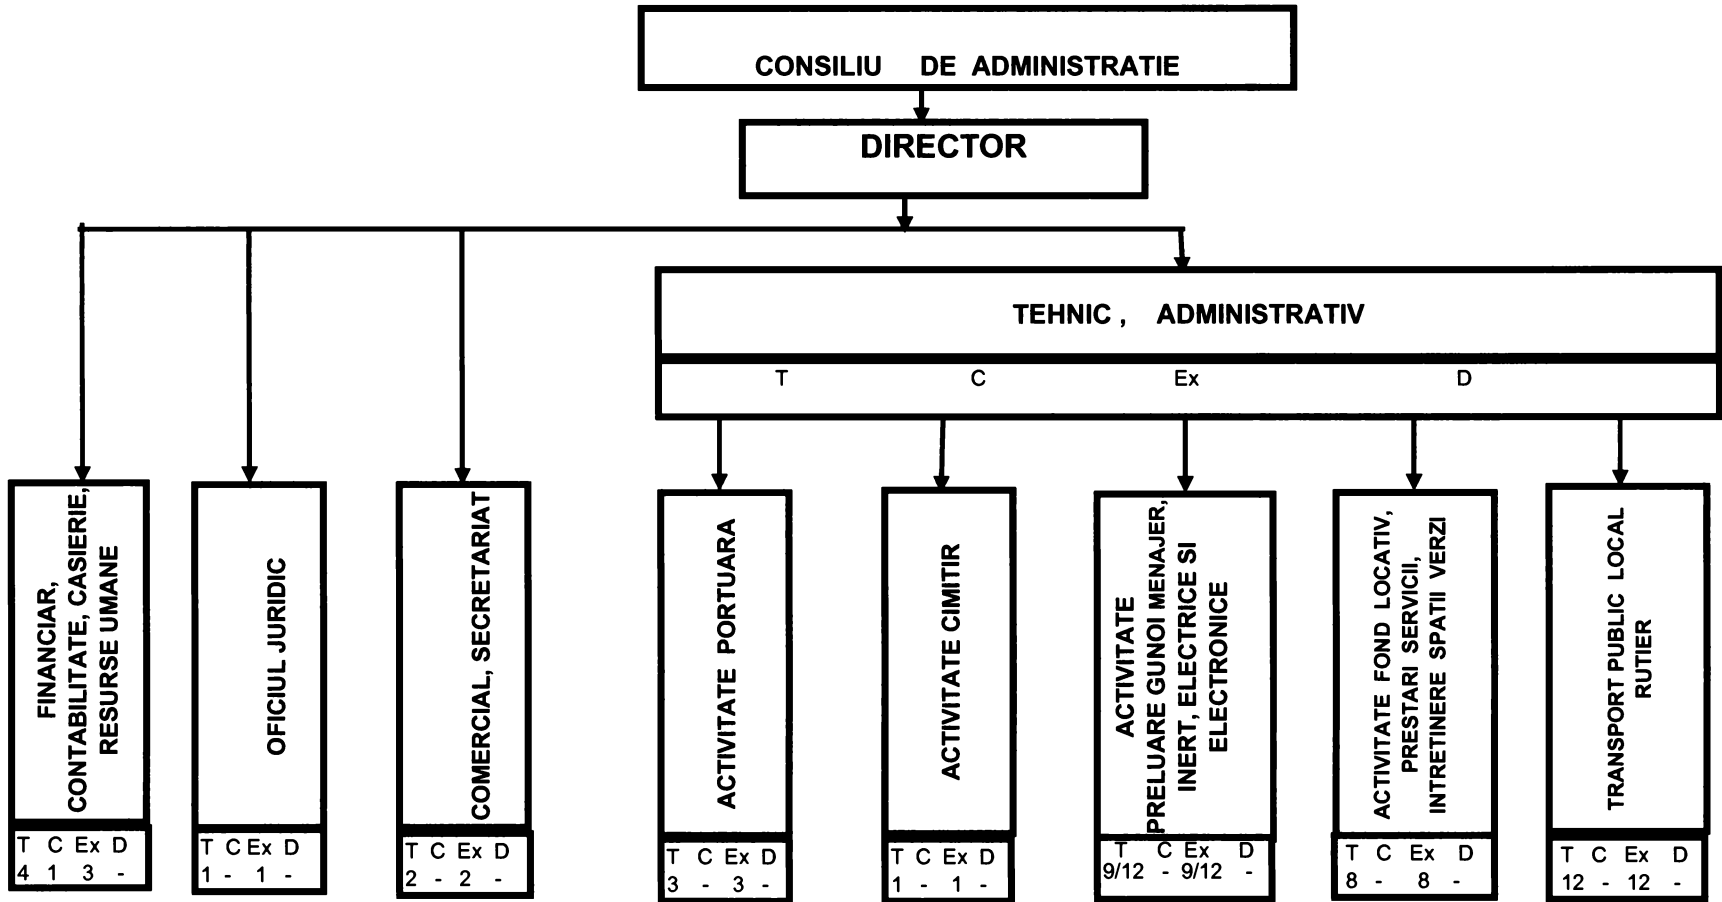 CONSILIU DE ADMINISTRATIE
DIRECTOR
TEHNIC , ADMINISTRATIV
T C Ex D
FINANCIAR,
CONTABILITATE, CASIERIE,
RESURSE UMANE
T C Ex D
4 1 3 -
OFICIUL JURIDIC
T C Ex D
1 - 1 -
COMERCIAL, SECRETARIAT
T C Ex D
2 - 2 -
ACTIVITATE PORTUARA
T C Ex D
3 - 3 -
ACTIVITATE CIMITIR
T C Ex D
1 - 1 -
ACTIVITATE
PRELUARE GUNOI MENAJER,
INERT, ELECTRICE SI
ELECTRONICE
T C Ex D
9/12 - 9/12 -
ACTIVITATE FOND LOCATIV,
PRESTARI SERVICII,
INTRETINERE SPATII VERZI
T C Ex D
8 - 8 -
TRANSPORT PUBLIC LOCAL
RUTIER
T C Ex D
12 - 12 -